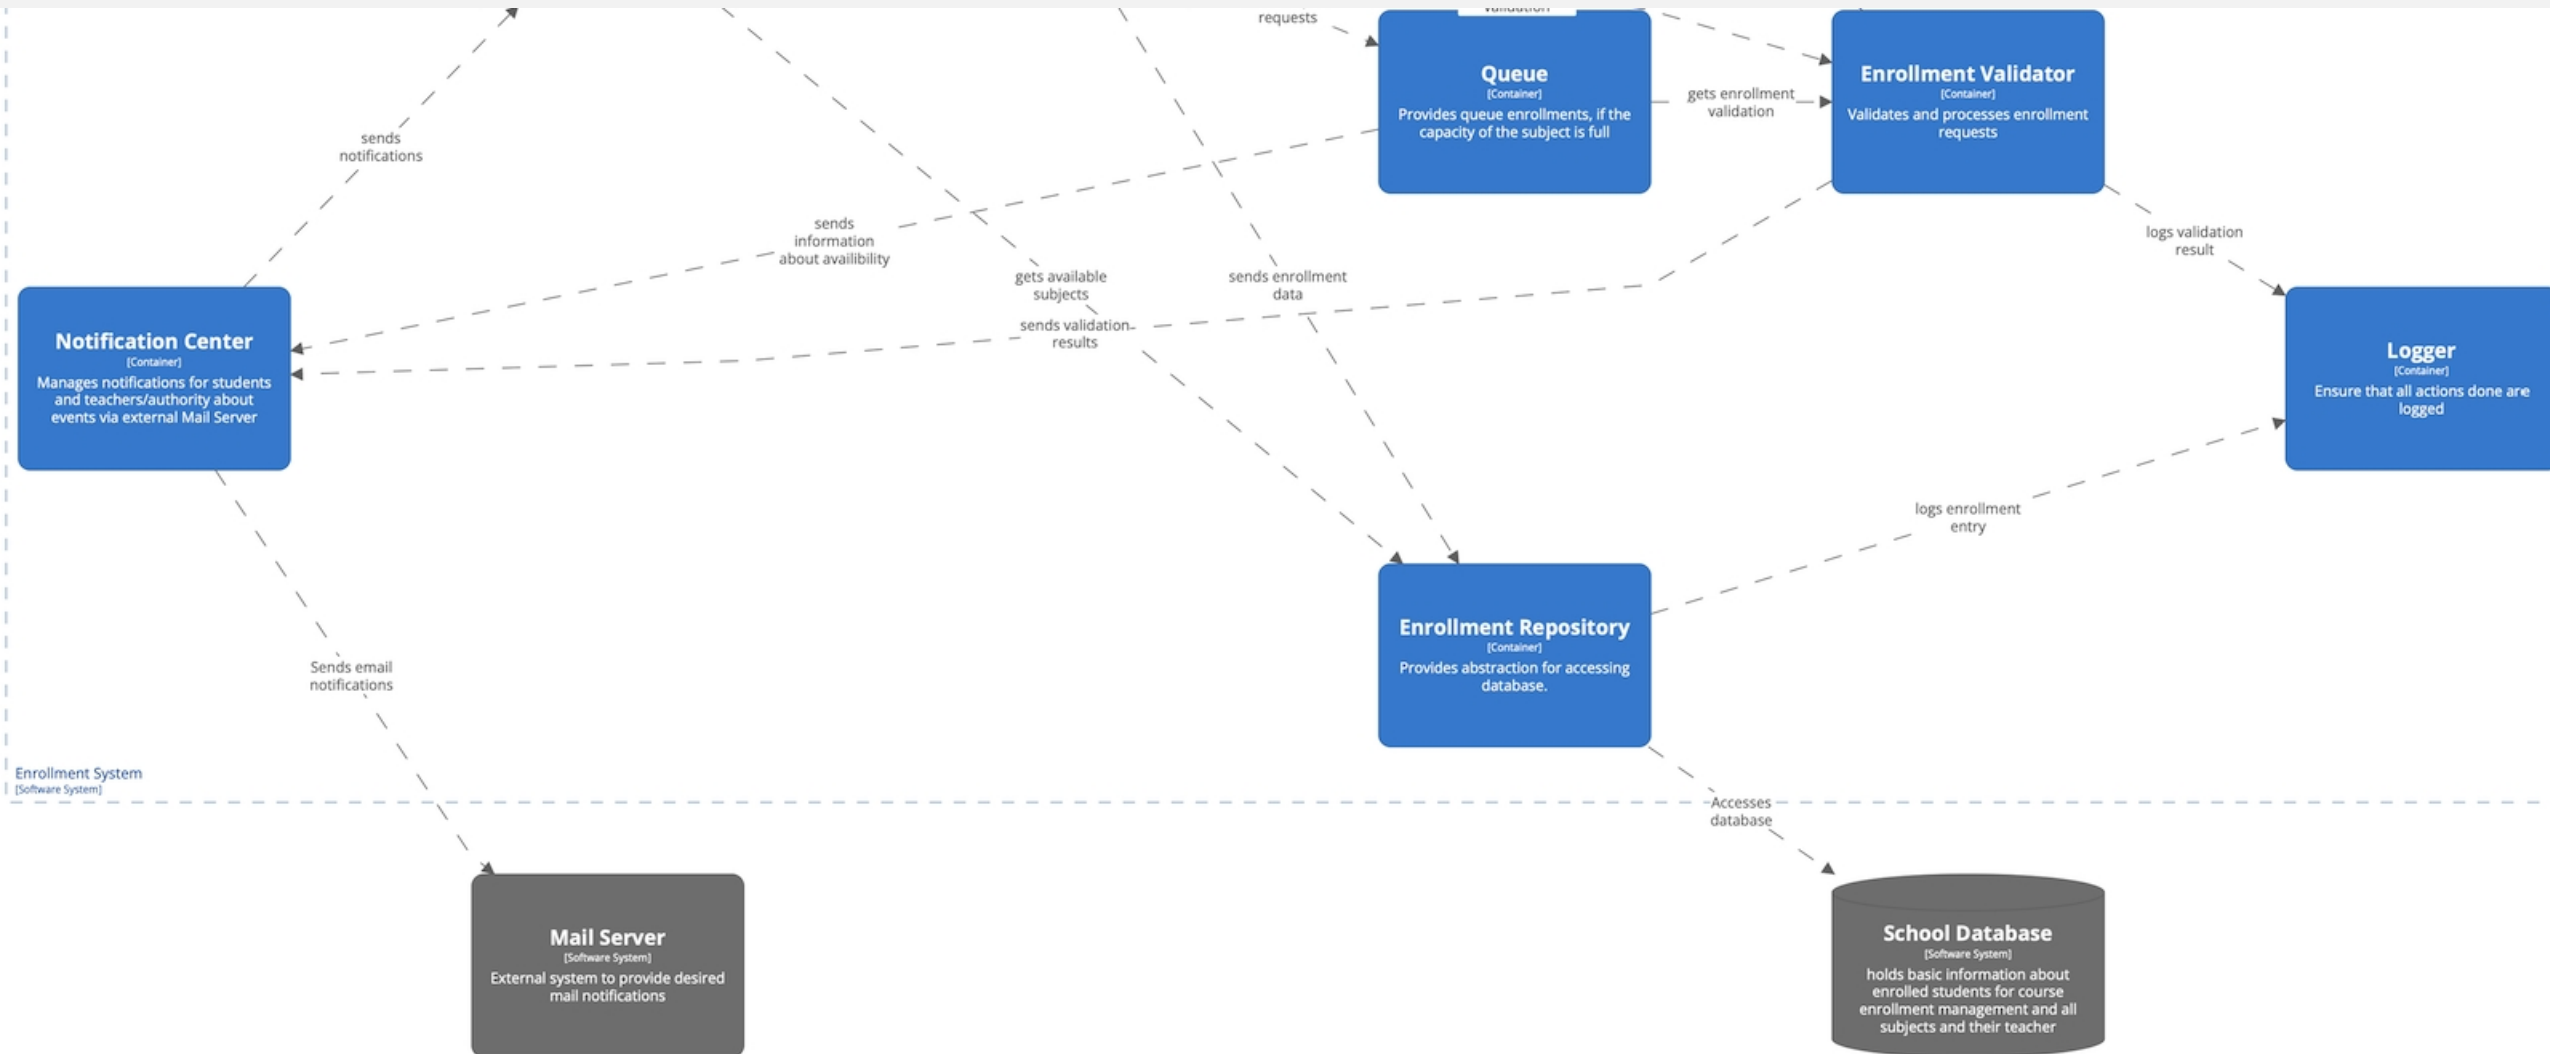 requests
validation
Queue
[Container]
Provides queue enrollments, if the
capacity of the subject is full
gets enrollment
validation
Enrollment Validator
[Container]
Validates and processes enrollment
requests
sends
notifications
sends
information
about availibility
gets available
subjects
sends enrollment
data
sends validation
results
logs validation
result
Notification Center
[Container]
Manages notifications for students
and teachers/authority about
events via external Mail Server
Logger
[Container]
Ensure that all actions done are
logged
logs enrollment
entry
Enrollment Repository
[Container]
Provides abstraction for accessing
database.
Sends email
notifications
Enrollment System
[Software System]
Accesses
database
Mail Server
[Software System]
External system to provide desired
mail notifications
School Database
[Software System]
holds basic information about
enrolled students for course
enrollment management and all
subjects and their teacher